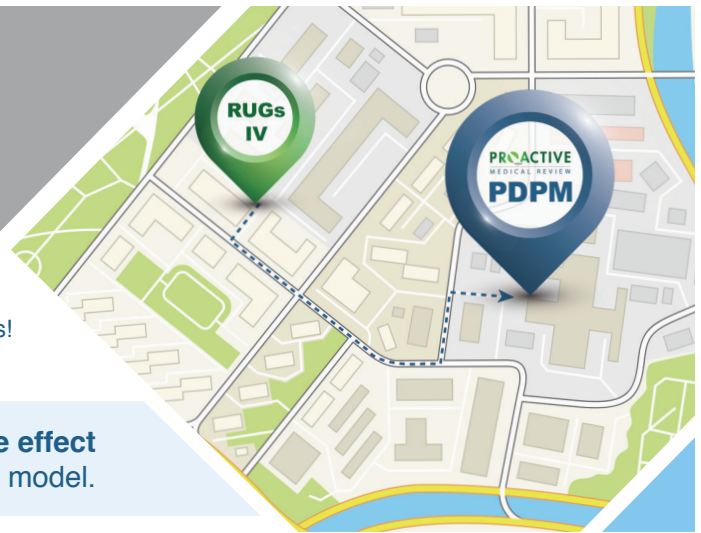 RUGs
IV
PROACTIVE
MEDICAL REVIEW
PDPM
s!
e effect
model.